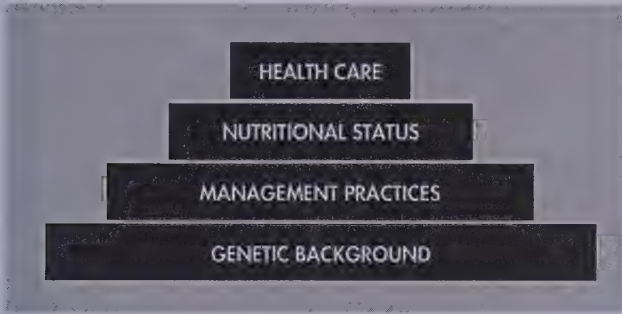 HEALTH CARE
NUTRITIONAL STATUS
MANAGEMENT PRACTICES
GENETIC BACKGROUND